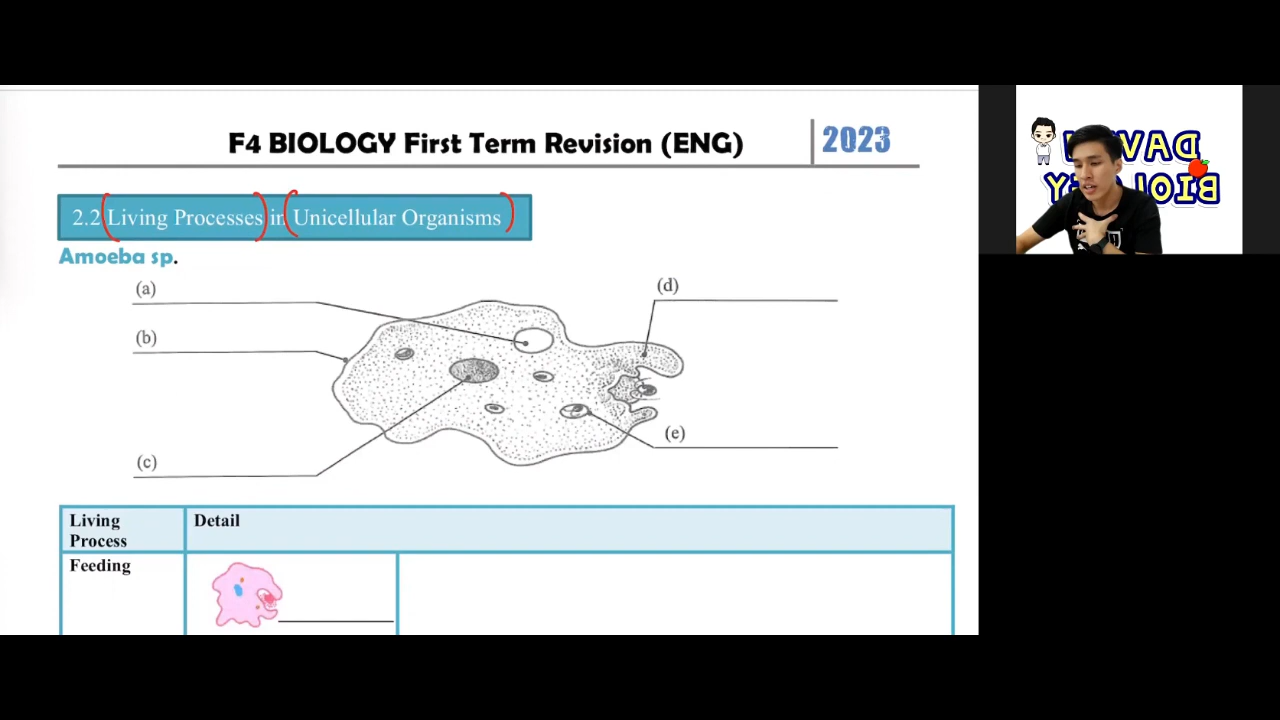 F4 BIOLOGY First Term Revision (ENG)
2023
2.2 Living Processes in Unicellular Organisms
Amoeba sp.
(a)
(d)
(b)
(e)
(c)
Living
Process
Detail
Feeding